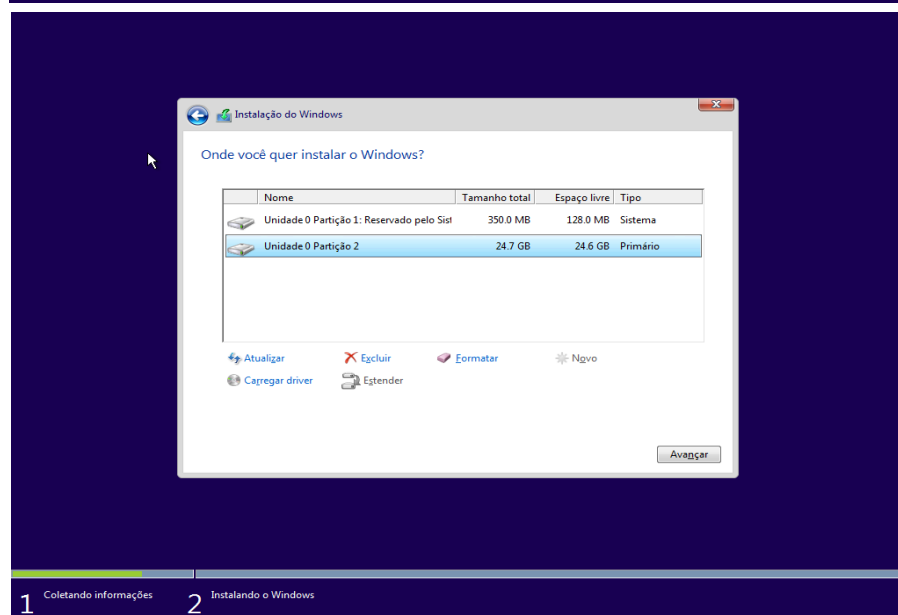 Instalação do Windows
Onde você quer instalar o Windows?
Nome Tamanho total Espaço livre Tipo
Unidade 0 Partição 1: Reservado pelo Sist 350.0 MB 128.0 MB Sistema
Unidade 0 Partição 2 24.7 GB 24.6 GB Primário
Atualizar Excluir Formatar Novo
Carregar driver Estender
Avançar
1 Coletando informações 2 Instalando o Windows